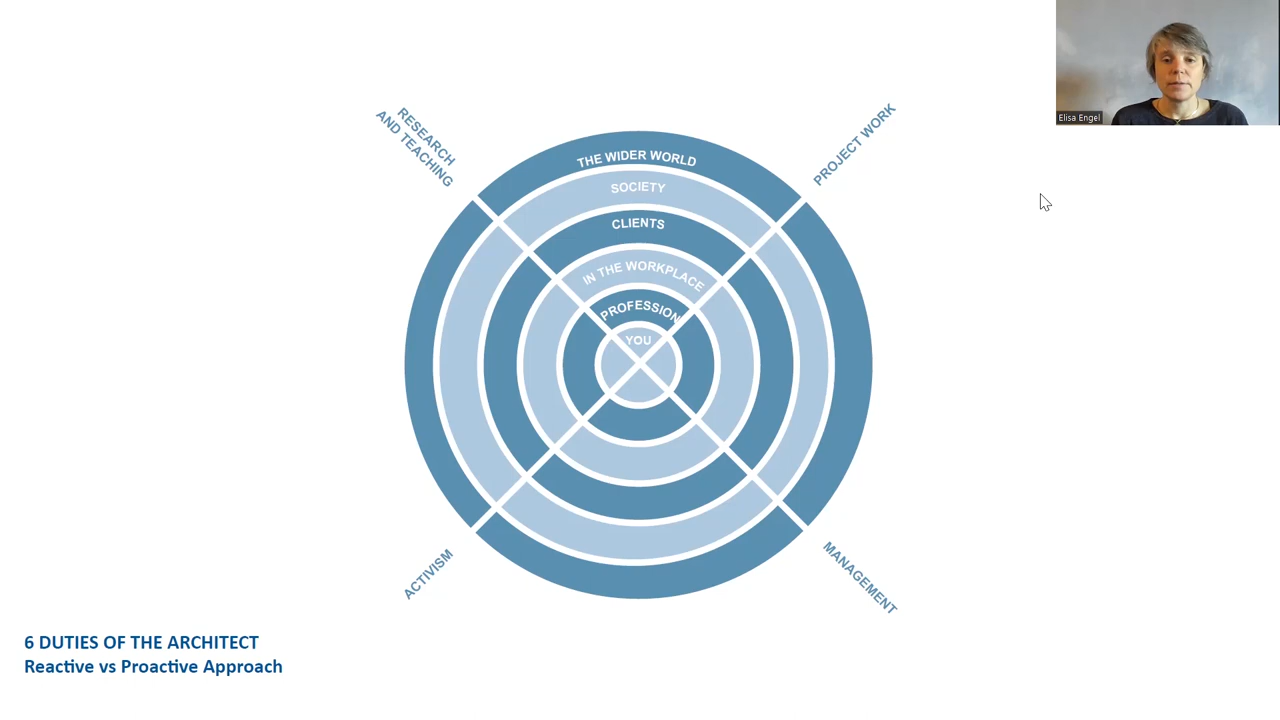 Elisa Engel
RESEARCH
AND TEACHING
PROJECT WORK
THE WIDER WORLD
SOCIETY
CLIENTS
IN THE WORKPLACE
PROFESSION
YOU
ACTIVISM
MANAGEMENT
6 DUTIES OF THE ARCHITECT
Reactive vs Proactive Approach